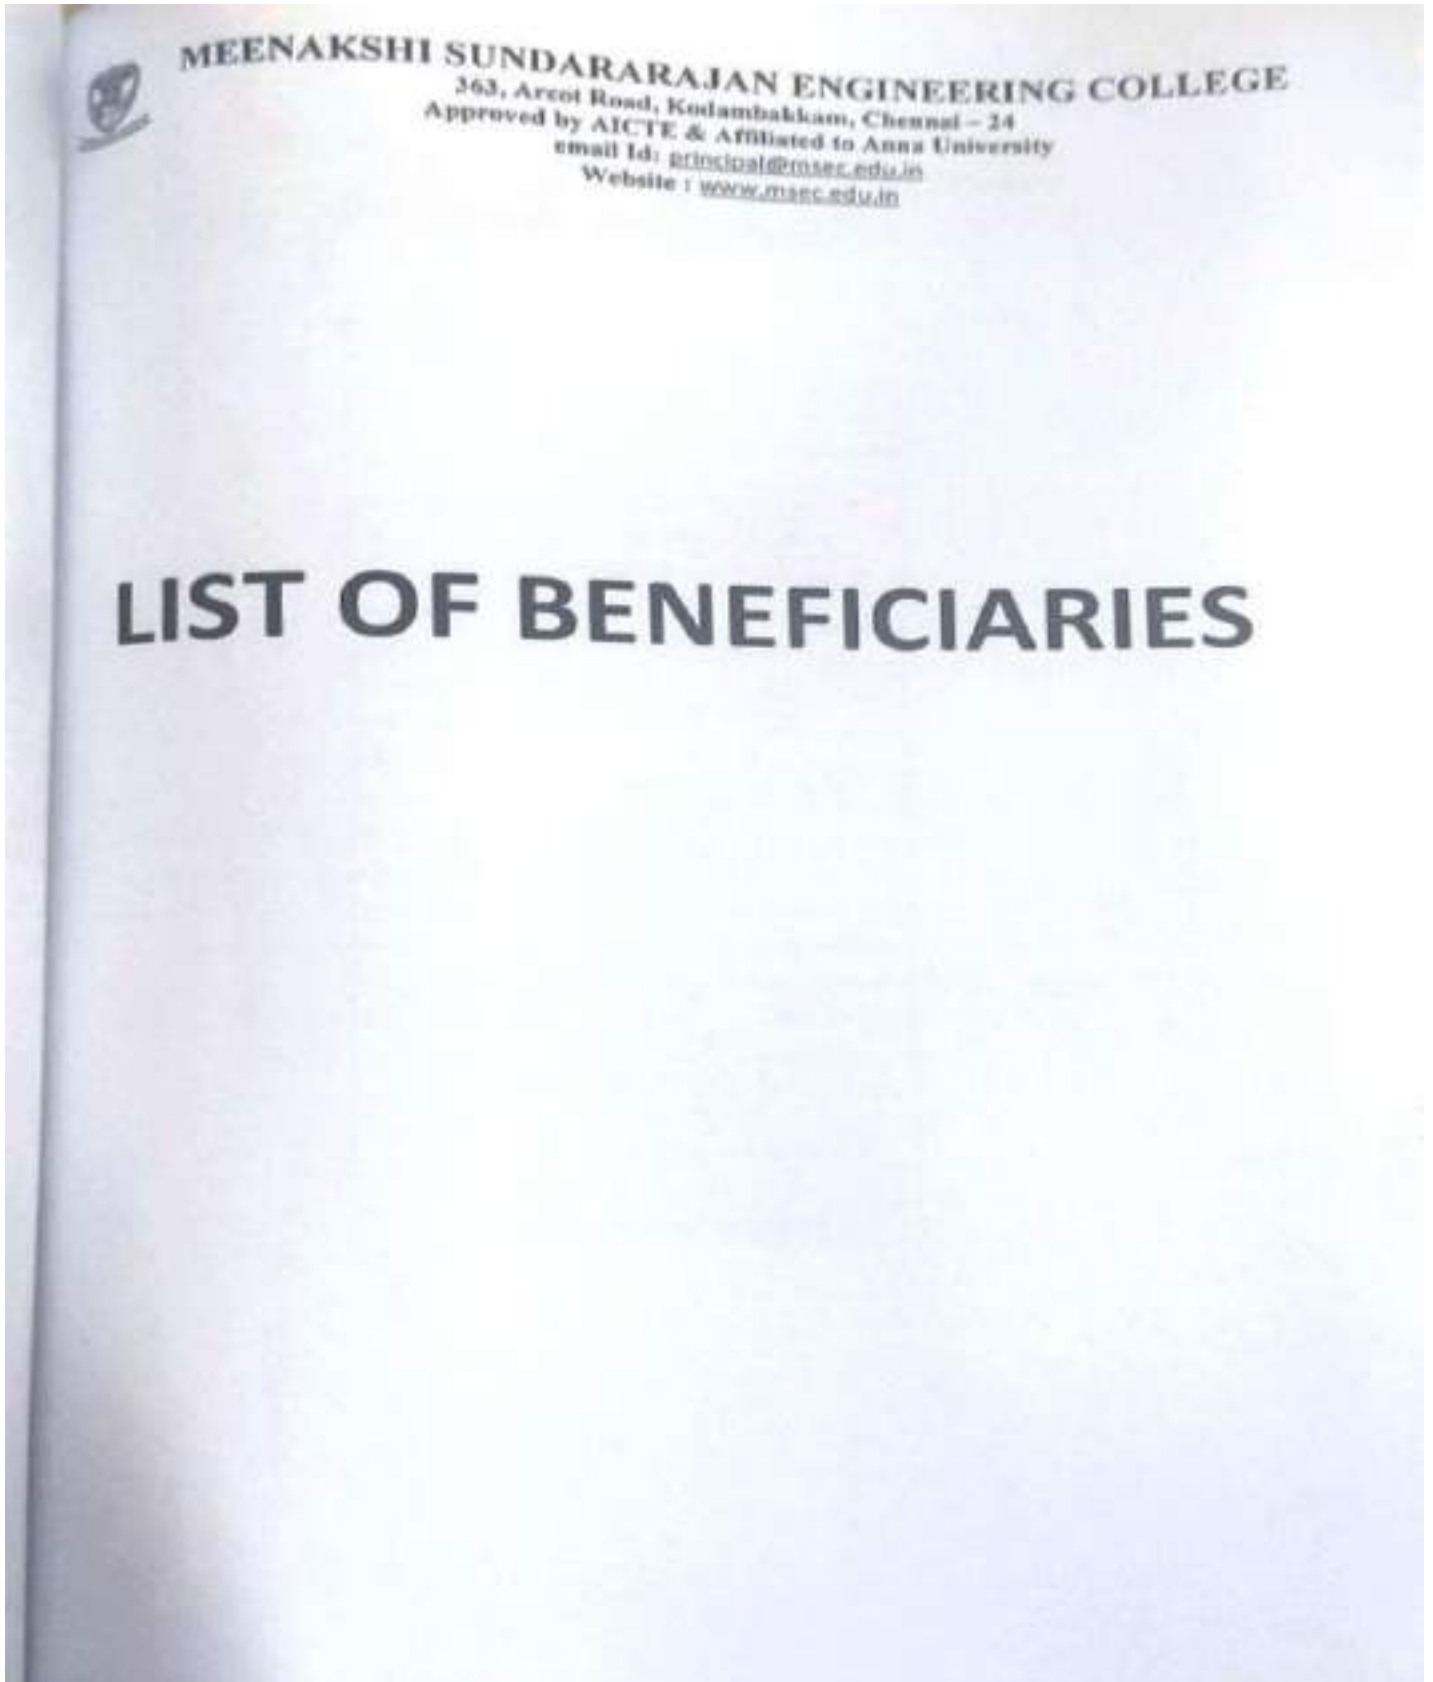 MEENAKSHI SUNDARARAJAN ENGINEERING COLLEGE
363, Arcot Road, Kodambakkam, Chennai – 24
Approved by AICTE & Affiliated to Anna University
email Id: principal@msec.edu.in
Website : www.msec.edu.in
LIST OF BENEFICIARIES